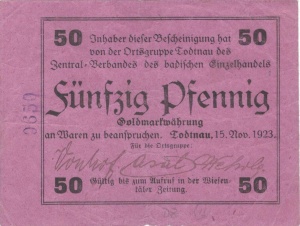 50 Inhaber dieser Bescheinigung hat 50
von der Ortsgruppe Todtnau des
Zentral-Verbandes des badischen Einzelhandels
Fünfzig Pfennig
Goldmarkwährung
an Waren zu beanspruchen. Todtnau, 15. Nov. 1923.
Für die Ortsgruppe:
50 Gültig bis zum Aufruf in der Wiesen- 50
täler Zeitung.